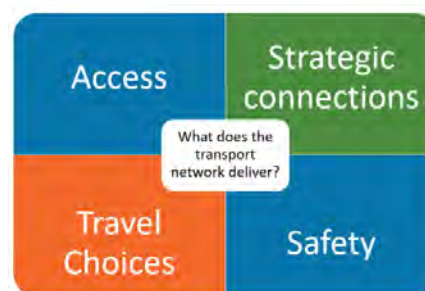 Access
Strategic
connections
What does the
transport
network deliver?
Travel
Choices
Safety